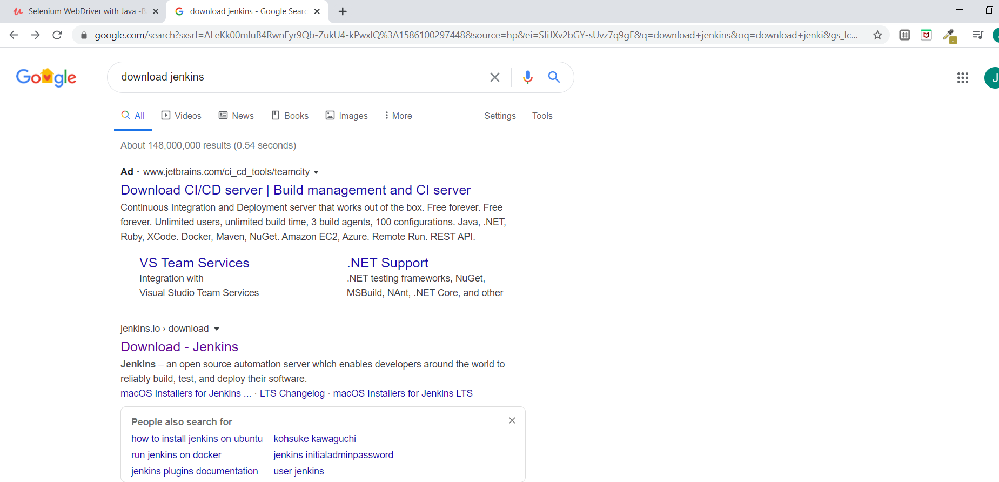 Selenium WebDriver with Java -B
download jenkins - Google Searc
google.com/search?sxsrf=ALeKk00mluB4RwnFyr9Qb-ZukU4-kPwxlQ%3A1586100297448&source=hp&ei=SfiJXv2bGY-sUvz7q9gF&q=download+jenkins&oq=download+jenki&gs_lc...
Google
download jenkins
J
All Videos News Books Images More Settings Tools
About 148,000,000 results (0.54 seconds)
Ad · www.jetbrains.com/ci_cd_tools/teamcity
Download CI/CD server | Build management and CI server
Continuous Integration and Deployment server that works out of the box. Free forever. Free
forever. Unlimited users, unlimited build time, 3 build agents, 100 configurations. Java, .NET,
Ruby, XCode. Docker, Maven, NuGet. Amazon EC2, Azure. Remote Run. REST API.
VS Team Services
Integration with
Visual Studio Team Services
.NET Support
.NET testing frameworks, NuGet,
MSBuild, NAnt, .NET Core, and other
jenkins.io › download
Download - Jenkins
Jenkins – an open source automation server which enables developers around the world to
reliably build, test, and deploy their software.
macOS Installers for Jenkins ... · LTS Changelog · macOS Installers for Jenkins LTS
People also search for
how to install jenkins on ubuntu kohsuke kawaguchi
run jenkins on docker jenkins initialadminpassword
jenkins plugins documentation user jenkins